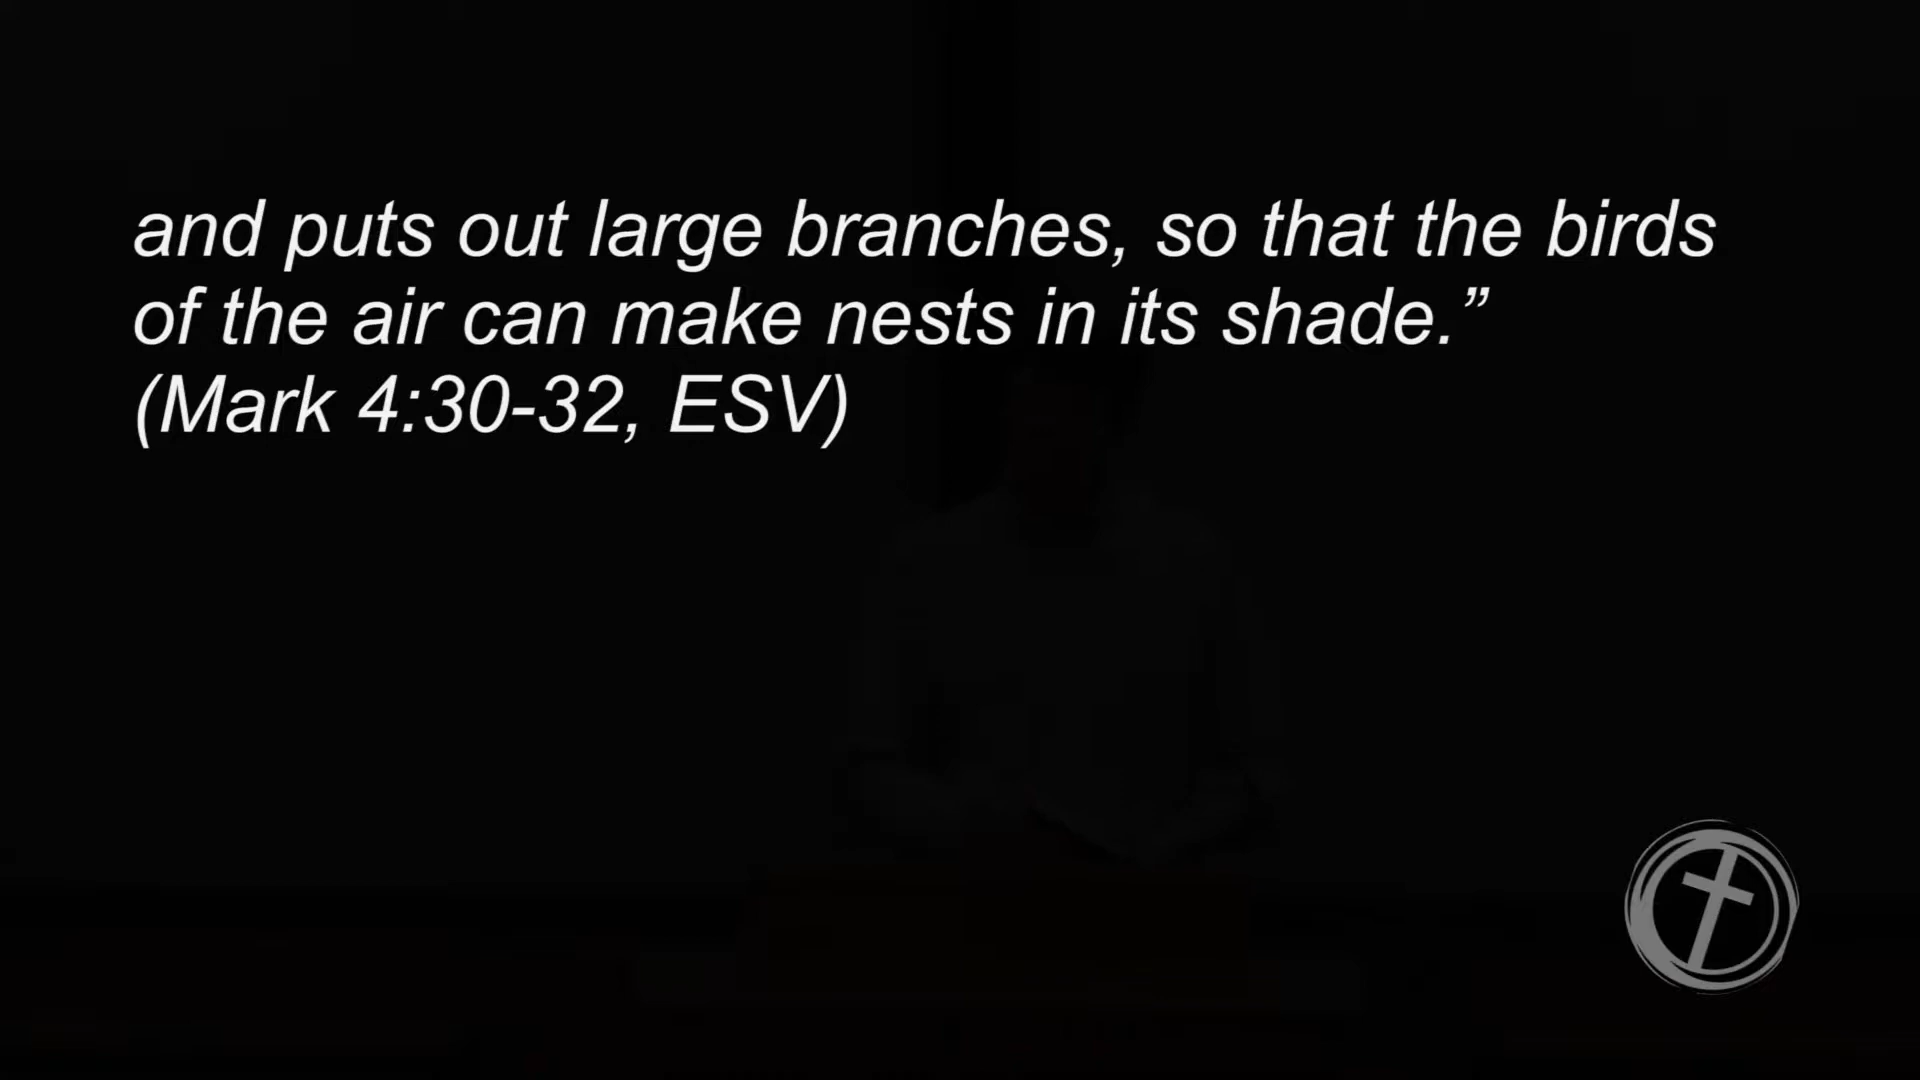 and puts out large branches, so that the birds
of the air can make nests in its shade.”
(Mark 4:30-32, ESV)